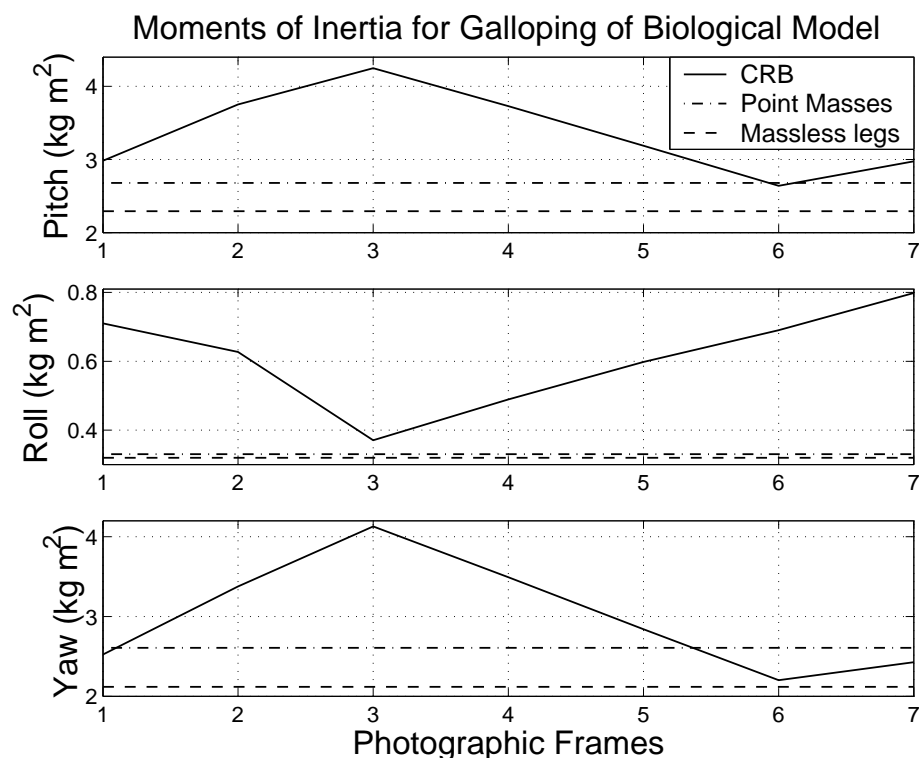 Moments of Inertia for Galloping of Biological Model
CRB
Point Masses
Massless legs
Pitch (kg m²)
4
3
2
1 2 3 4 5 6 7
Roll (kg m²)
0.8
0.6
0.4
1 2 3 4 5 6 7
Yaw (kg m²)
4
3
2
1 2 3 4 5 6 7
Photographic Frames